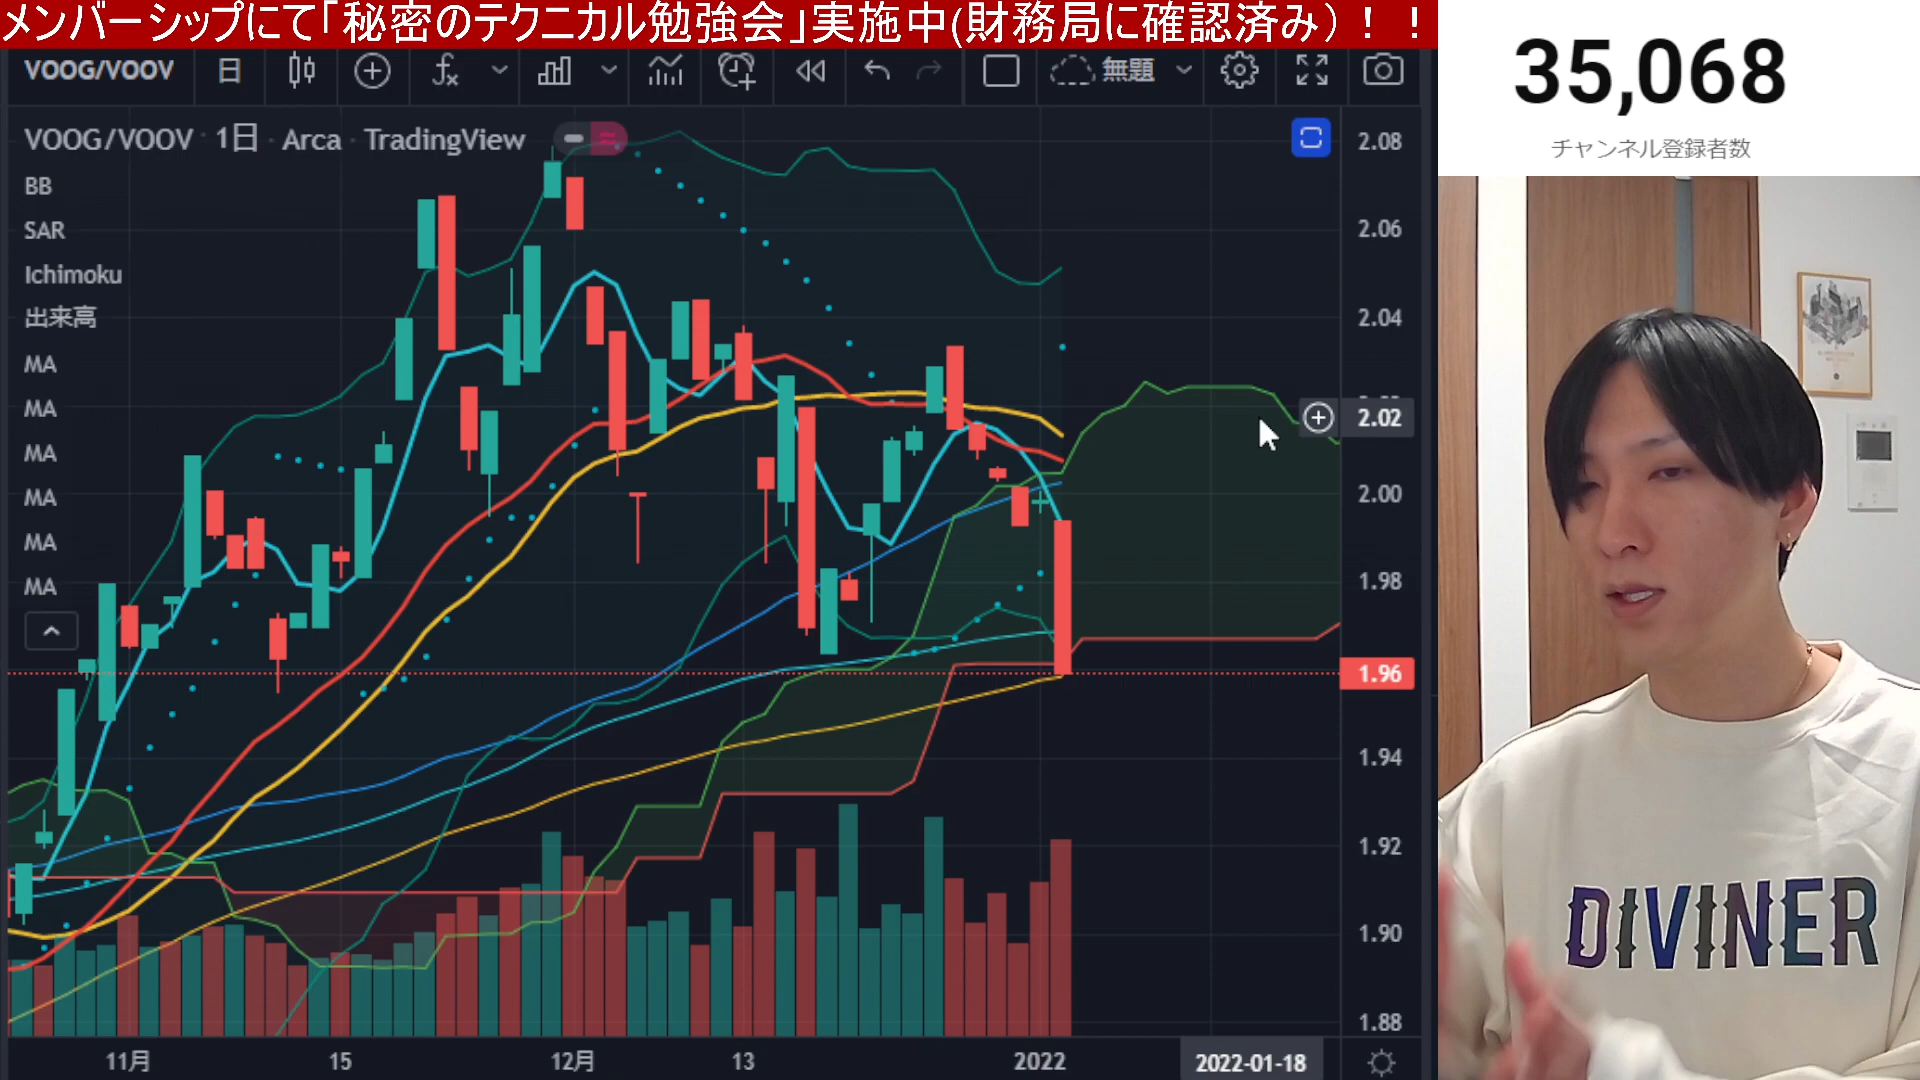 メンバーシップにて「秘密のテクニカル勉強会」実施中(財務局に確認済み）！！
VOOG/VOOV 日 無題
35,068
チャンネル登録者数
VOOG/VOOV · 1日 · Arca · TradingView
BB
SAR
Ichimoku
出来高
MA
MA
MA
MA
MA
MA
2.08
2.06
2.04
2.02
2.00
1.98
1.96
1.94
1.92
1.90
1.88
11月 15 12月 13 2022 2022-01-18
DIVINER